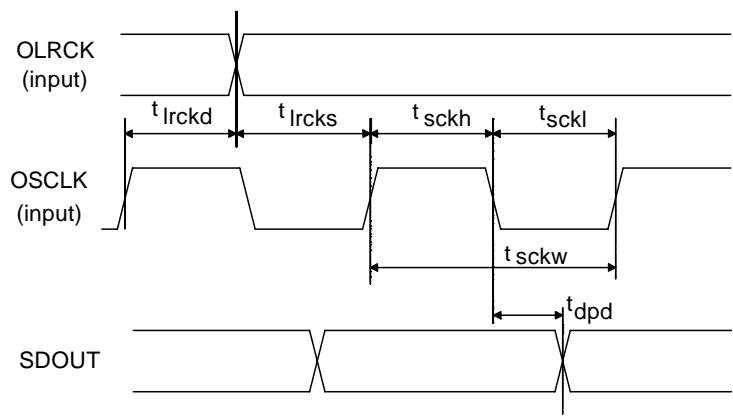 OLRCK
(input)
t lrckd
t lrcks
t sckh
t sckl
OSCLK
(input)
t sckw
t dpd
SDOUT